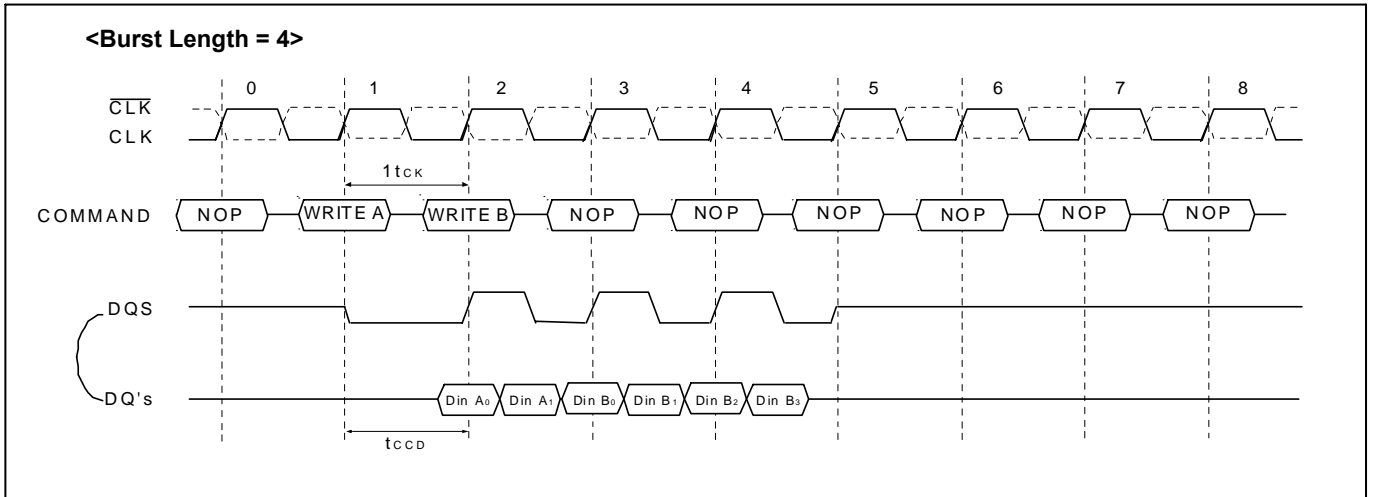 <Burst Length = 4>
0 1 2 3 4 5 6 7 8
CLK
CLK
1tCK
COMMAND NOP WRITE A WRITE B NOP NOP NOP NOP NOP NOP
DQS
DQ's Din A0 Din A1 Din B0 Din B1 Din B2 Din B3
tCCD